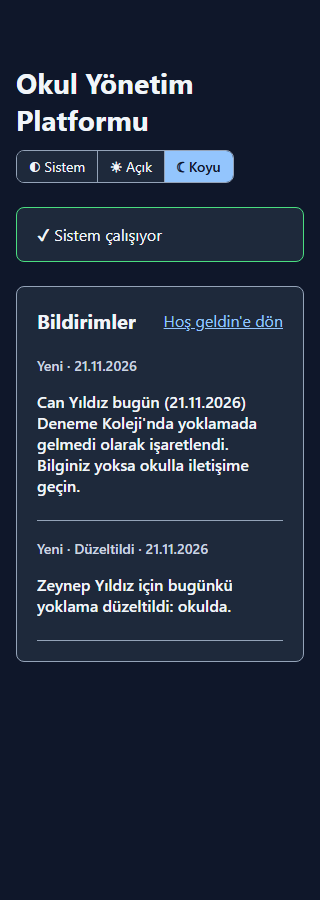 Okul Yönetim
Platformu
◐ Sistem
☀ Açık
☾ Koyu
✓ Sistem çalışıyor
Bildirimler
Hoş geldin'e dön
Yeni · 21.11.2026
Can Yıldız bugün (21.11.2026)
Deneme Koleji'nda yoklamada
gelmedi olarak işaretlendi.
Bilginiz yoksa okulla iletişime
geçin.
Yeni · Düzeltildi · 21.11.2026
Zeynep Yıldız için bugünkü
yoklama düzeltildi: okulda.